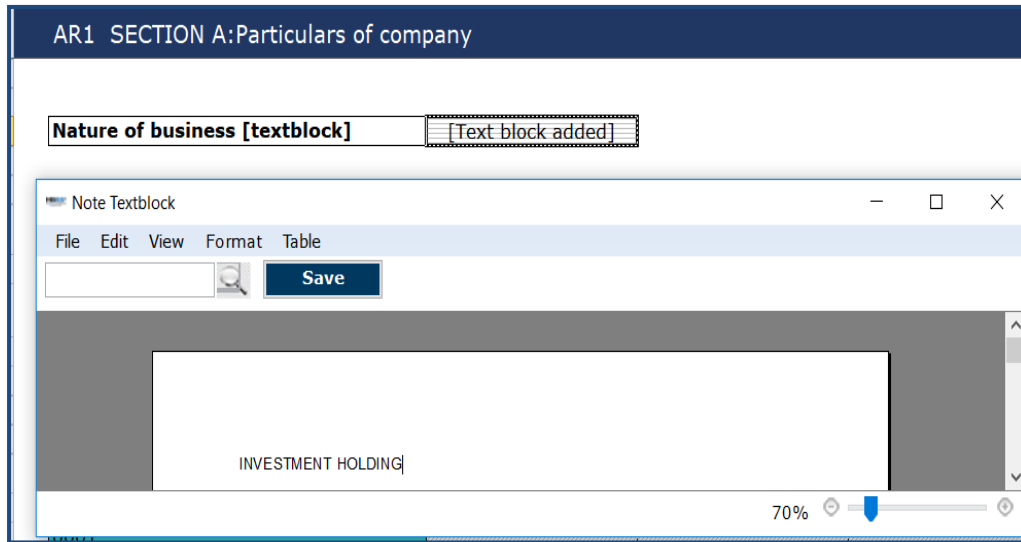 AR1 SECTION A:Particulars of company
Nature of business [textblock] [Text block added]
Note Textblock
File Edit View Format Table
Save
INVESTMENT HOLDING
70%